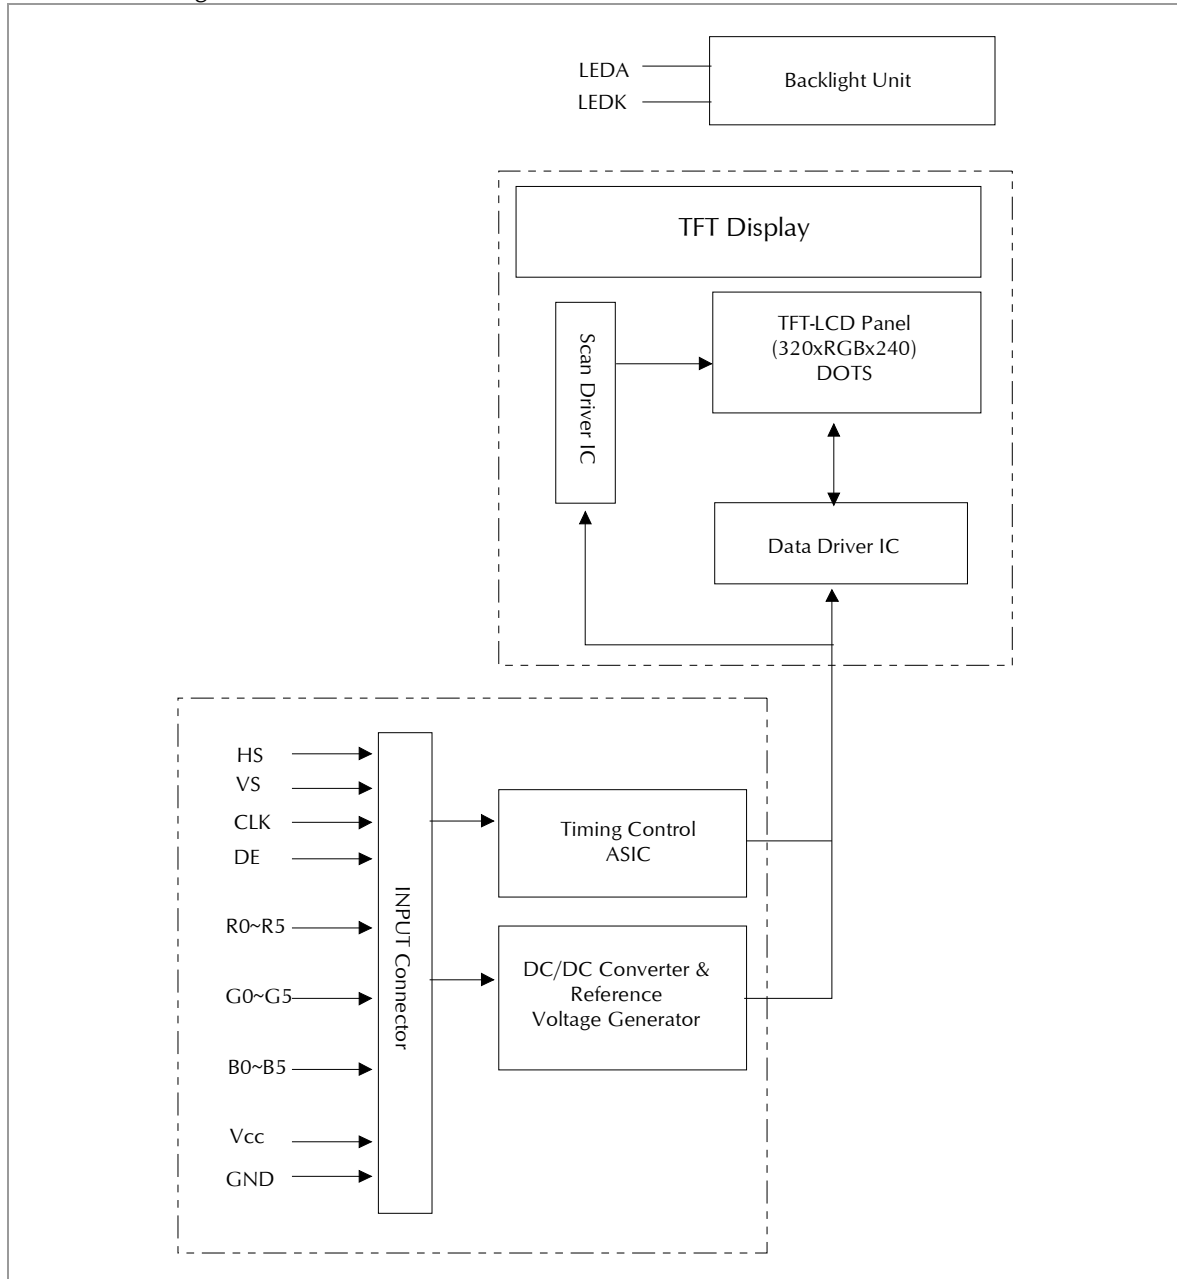 LEDA
LEDK
Backlight Unit
TFT Display
Scan Driver IC
TFT-LCD Panel
(320xRGBx240)
DOTS
Data Driver IC
HS
VS
CLK
DE
R0~R5
G0~G5
B0~B5
Vcc
GND
INPUT Connector
Timing Control
ASIC
DC/DC Converter &
Reference
Voltage Generator